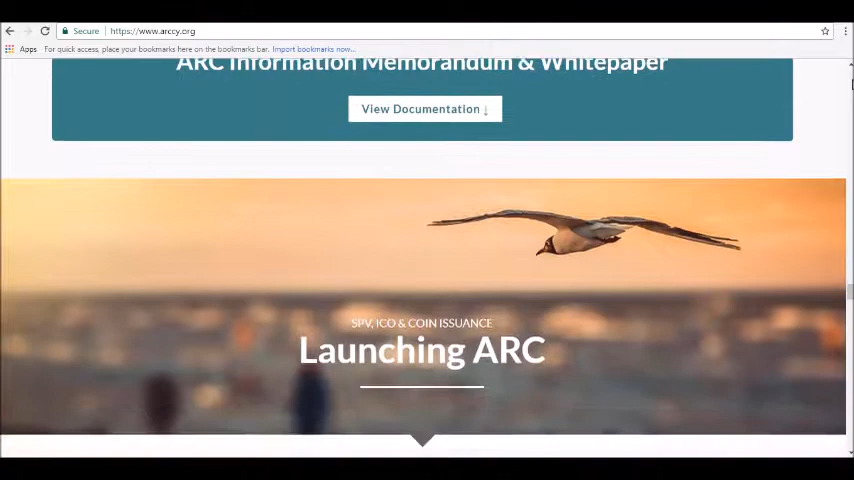 Secure https://www.arccy.org
Apps For quick access, place your bookmarks here on the bookmarks bar. Import bookmarks now...
ARC Information Memorandum & Whitepaper
View Documentation ↓
SPV, ICO & COIN ISSUANCE
Launching ARC